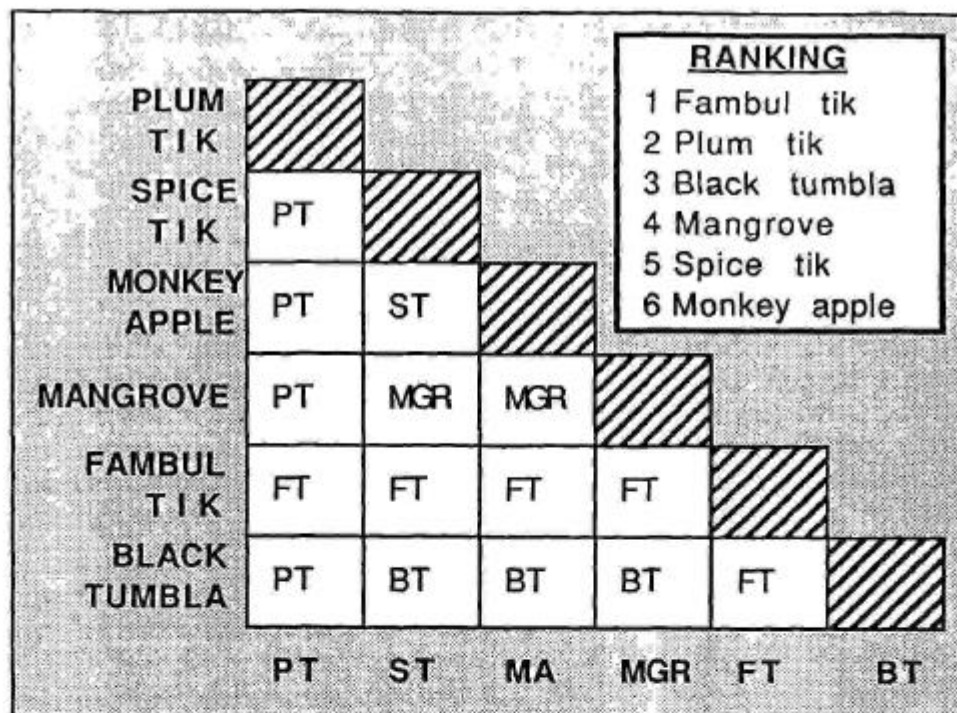 RANKING
1 Fambul tik
2 Plum tik
3 Black tumbla
4 Mangrove
5 Spice tik
6 Monkey apple
PLUM
TIK
SPICE
TIK
PT
MONKEY
APPLE
PT ST
MANGROVE
PT MGR MGR
FAMBUL
TIK
FT FT FT FT
BLACK
TUMBLA
PT BT BT BT FT
PT ST MA MGR FT BT